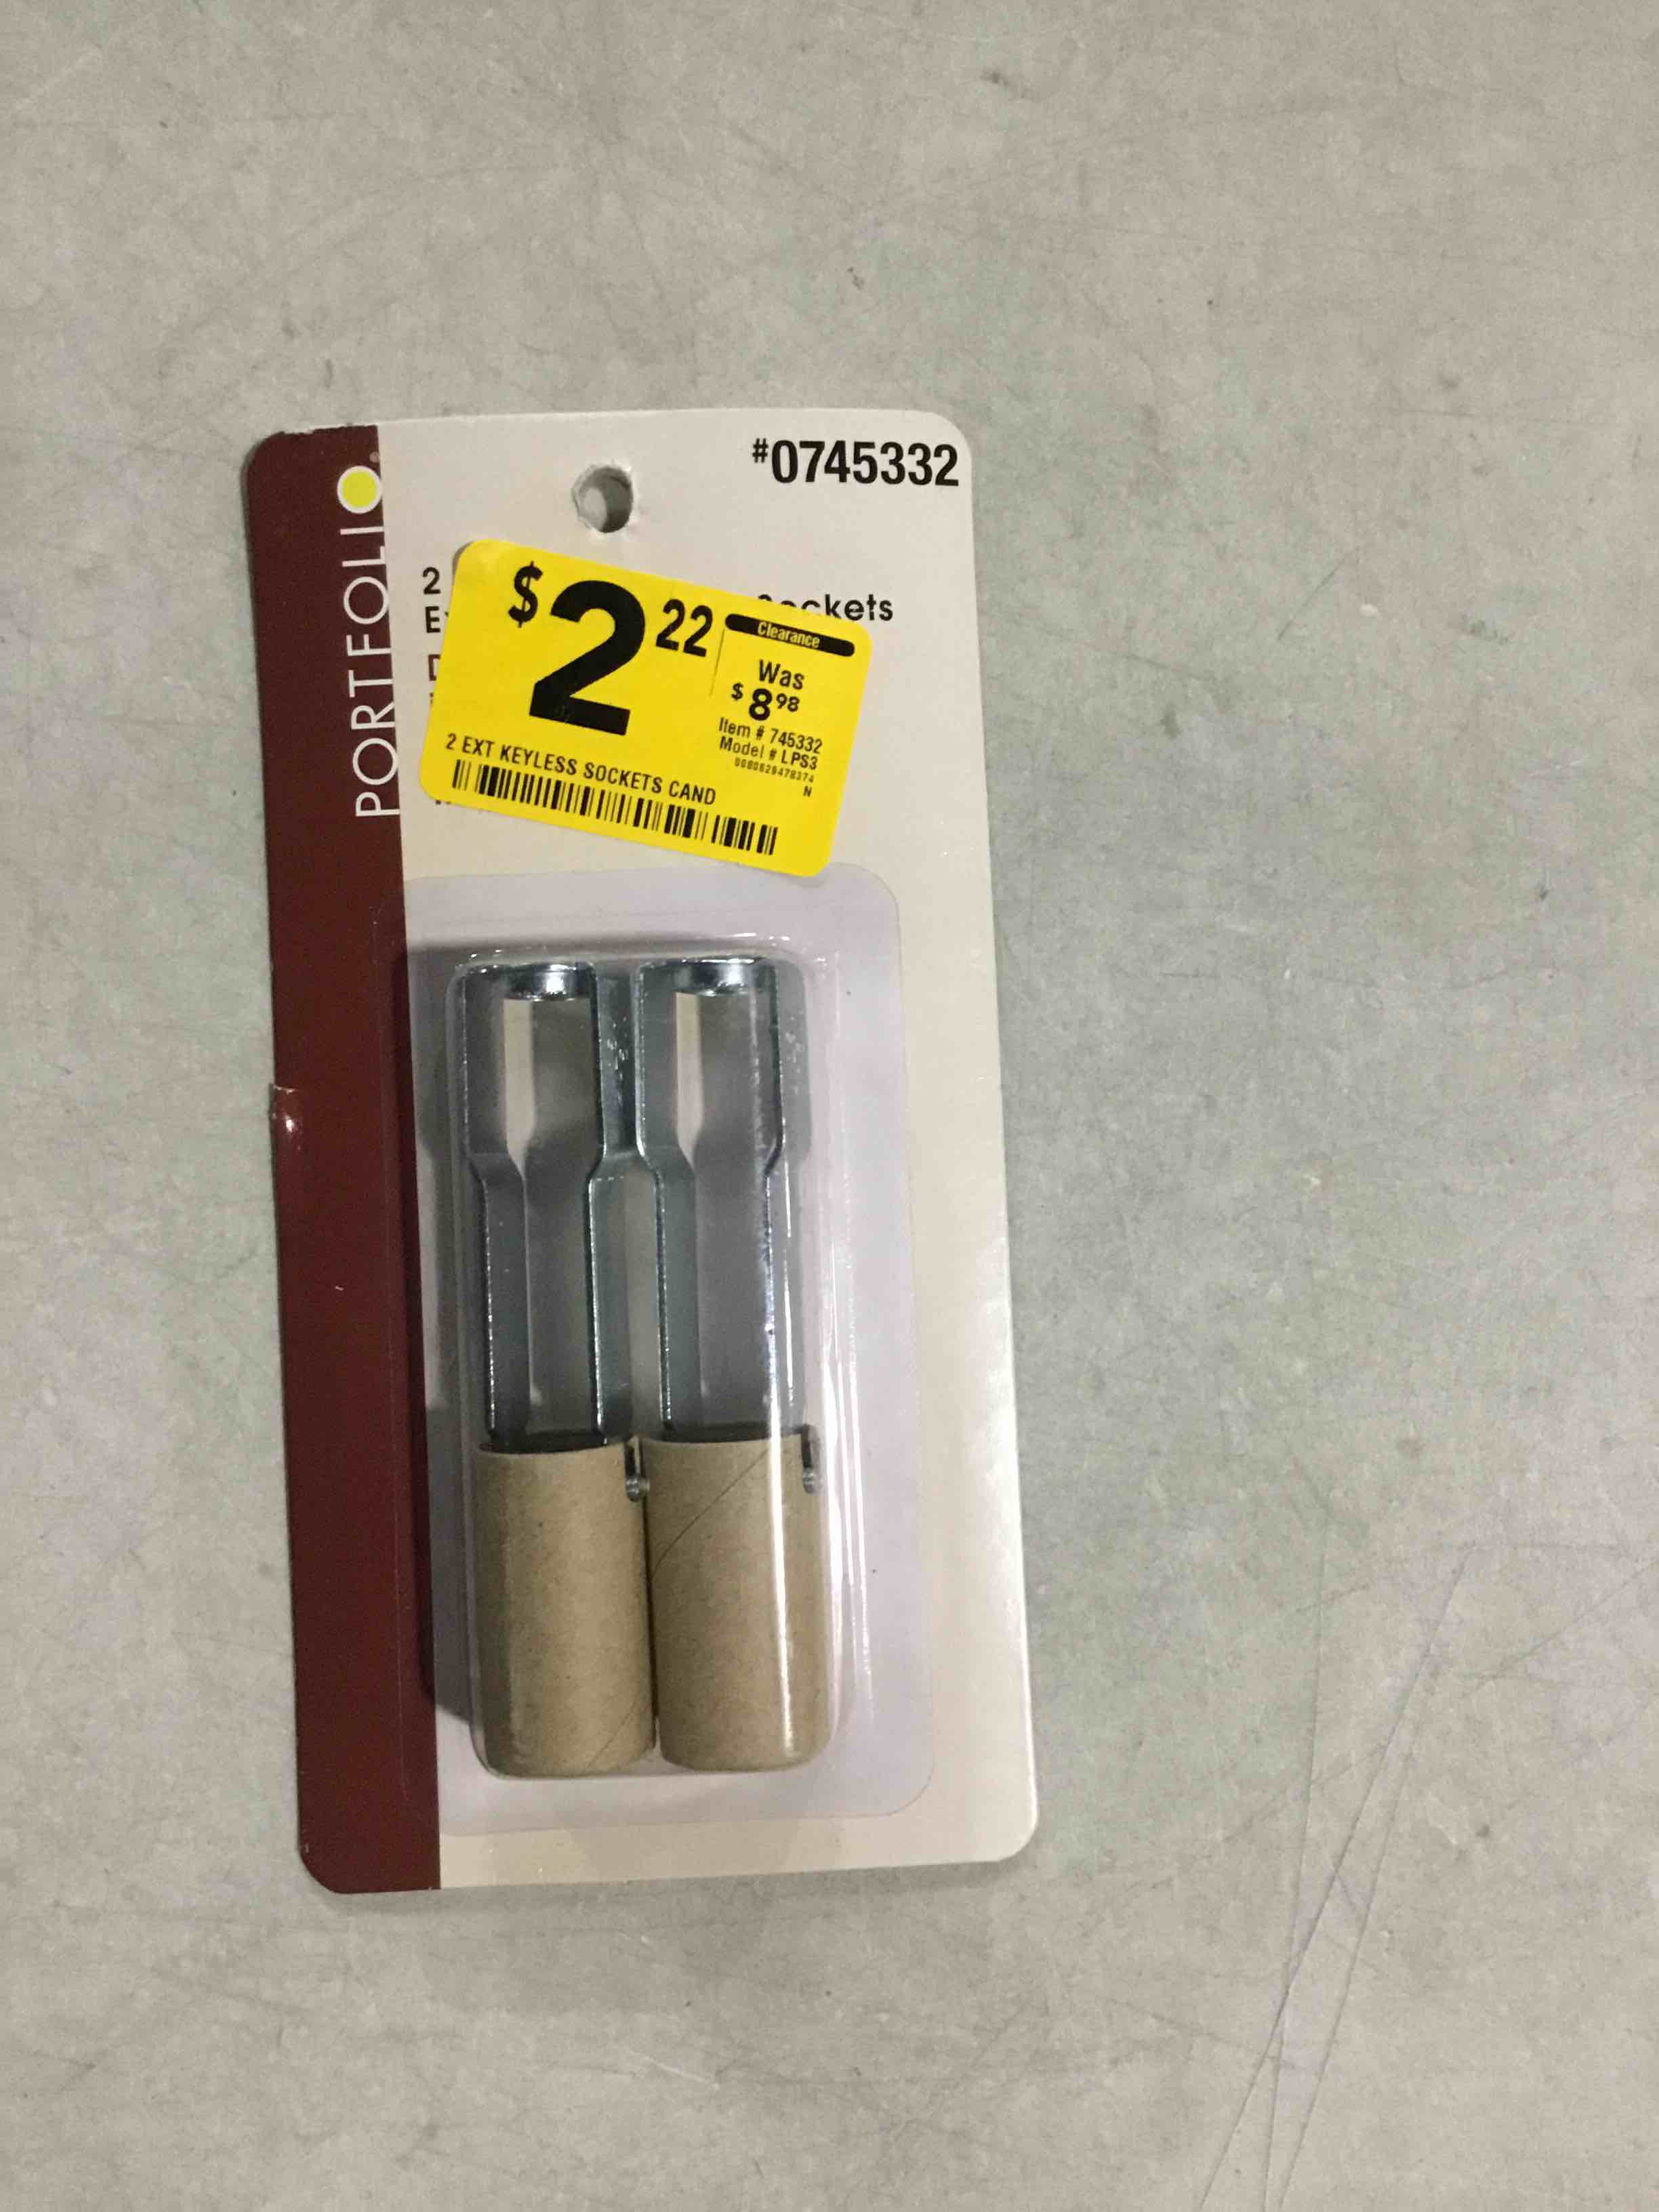 #0745332
PORTFOLIO
2
Sockets
$2 22
Clearance
Was
$8 98
Item # 745332
Model # LPS3
0080629478374
N
2 EXT KEYLESS SOCKETS CAND